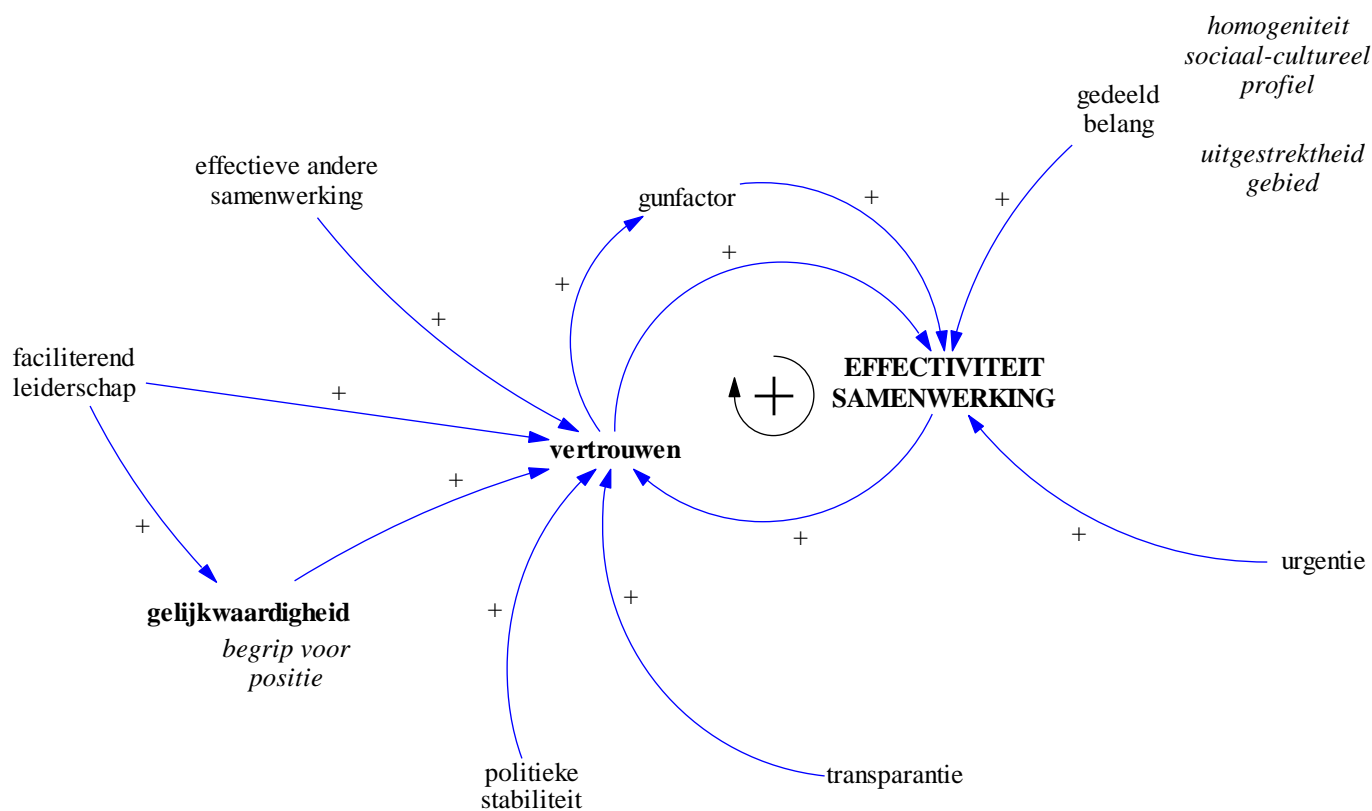 homogeniteit
sociaal-cultureel
profiel
gedeeld
belang
uitgestrektheid
gebied
effectieve andere
samenwerking
gunfactor
+
+
+
+
+
faciliterend
leiderschap
+
EFFECTIVITEIT
SAMENWERKING
+
vertrouwen
+
+
+
+
urgentie
gelijkwaardigheid
+
+
begrip voor
positie
politieke
stabiliteit
transparantie